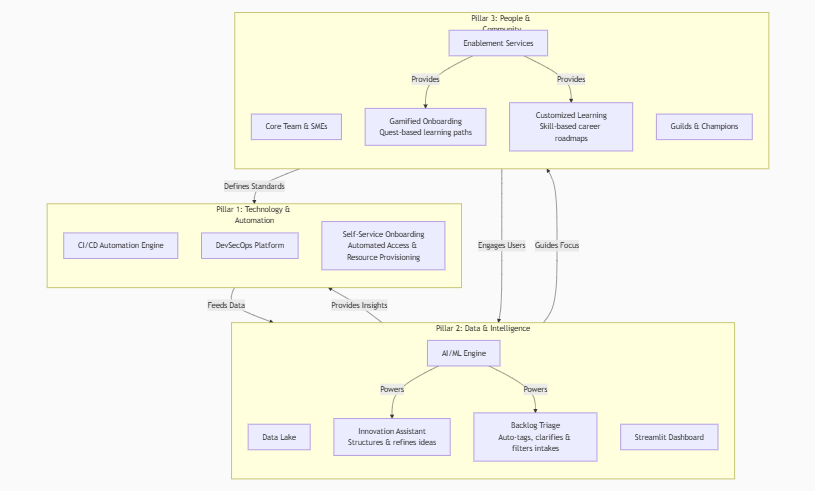 Pillar 3: People &
Community
Enablement Services
Provides
Provides
Core Team & SMEs
Gamified Onboarding
Quest-based learning paths
Customized Learning
Skill-based career
roadmaps
Guilds & Champions
Defines Standards
Pillar 1: Technology &
Automation
CI/CD Automation Engine
DevSecOps Platform
Self-Service Onboarding
Automated Access &
Resource Provisioning
Engages Users
Guides Focus
Feeds Data
Provides Insights
Pillar 2: Data & Intelligence
AI/ML Engine
Powers
Powers
Data Lake
Innovation Assistant
Structures & refines ideas
Backlog Triage
Auto-tags, clarifies &
filters intakes
Streamlit Dashboard